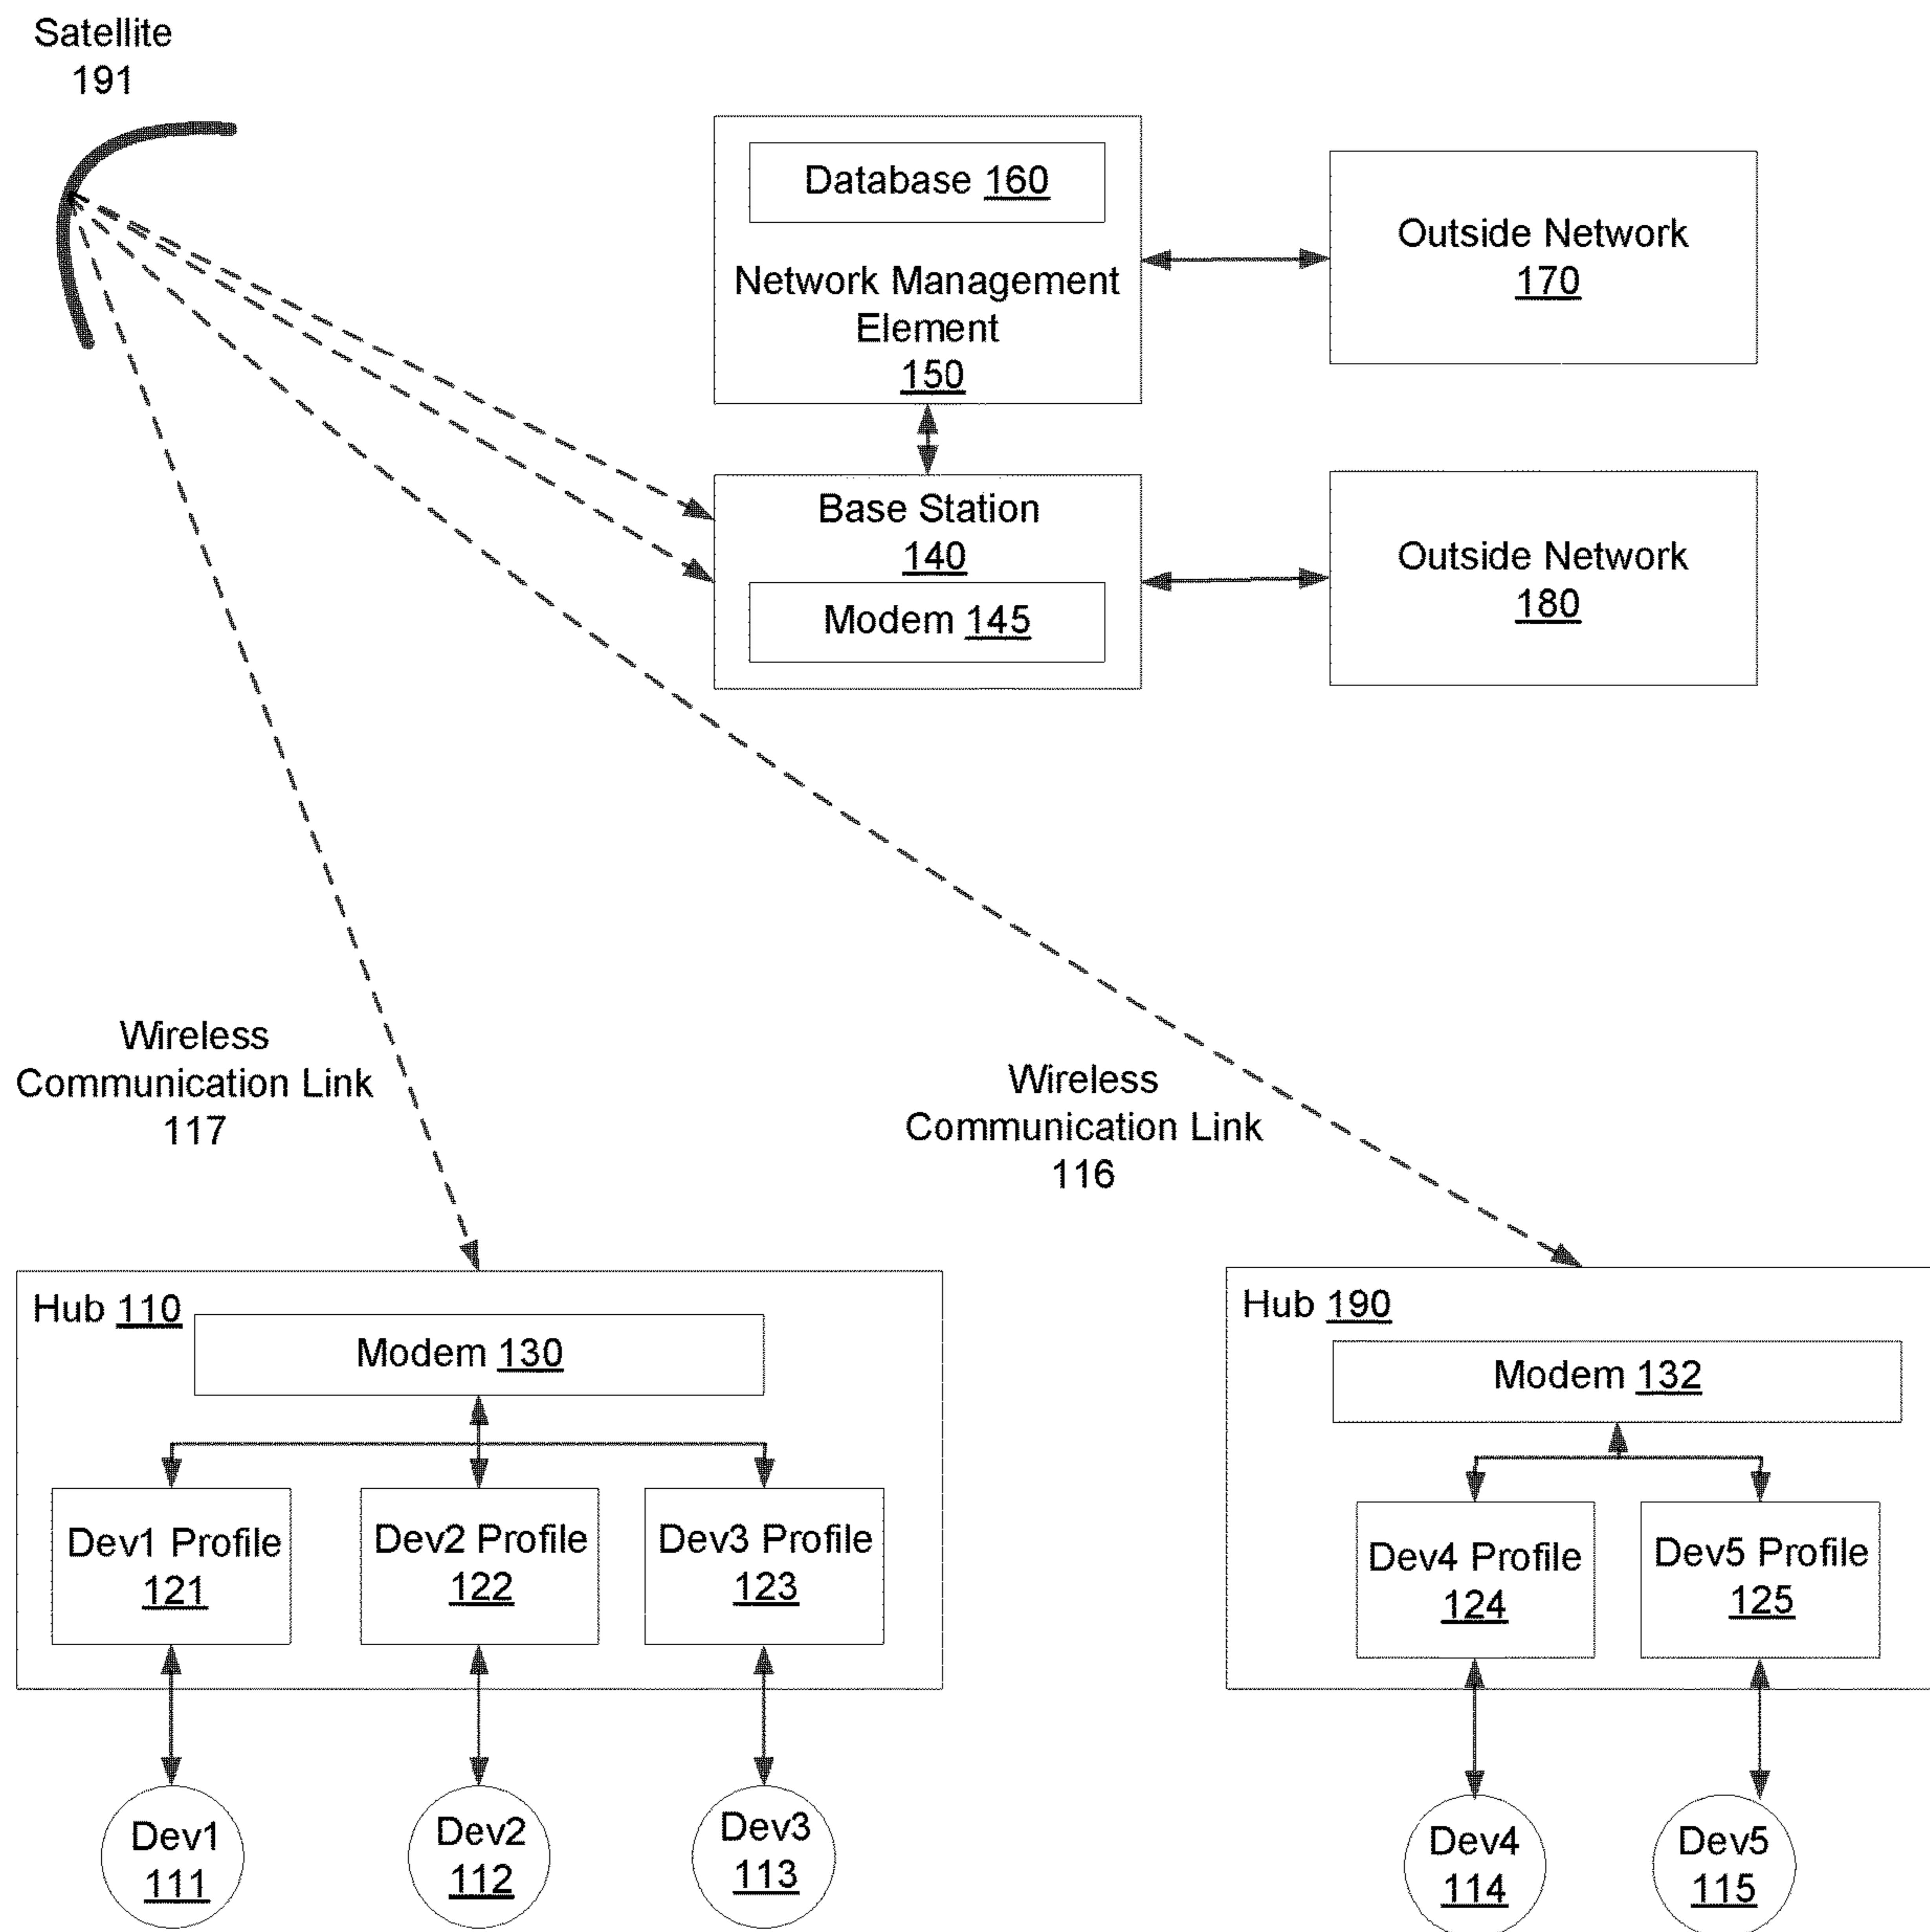 Satellite
191
Database 160
Network Management
Element
150
Outside Network
170
Base Station
140
Modem 145
Outside Network
180
Wireless
Communication Link
117
Wireless
Communication Link
116
Hub 110
Modem 130
Dev1 Profile
121
Dev2 Profile
122
Dev3 Profile
123
Dev1
111
Dev2
112
Dev3
113
Hub 190
Modem 132
Dev4 Profile
124
Dev5 Profile
125
Dev4
114
Dev5
115